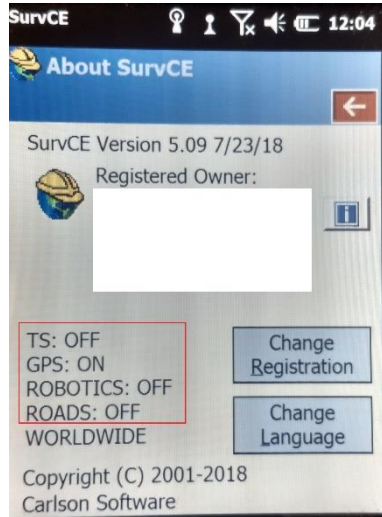 SurvCE
12:04
About SurvCE
SurvCE Version 5.09 7/23/18
Registered Owner:
TS: OFF
GPS: ON
ROBOTICS: OFF
ROADS: OFF
WORLDWIDE
Change
Registration
Change
Language
Copyright (C) 2001-2018
Carlson Software